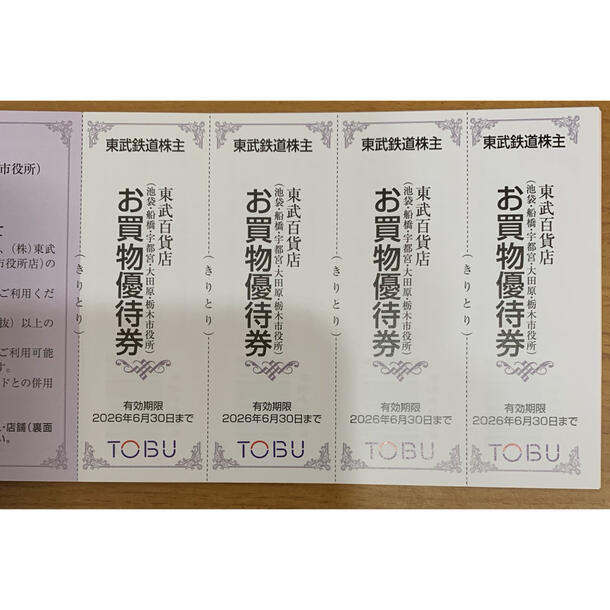 市役所)
、(株)東武
市役所店)の
ご利用くだ
抜)以上の
ご利用可能
す。
ードとの併用
・店舗(裏面
い。
(きりとり)
東武鉄道株主
東武百貨店
(池袋・船橋・宇都宮・大田原・栃木市役所)
お買物優待券
有効期限
2026年6月30日まで
TOBU
(きりとり)
東武鉄道株主
東武百貨店
(池袋・船橋・宇都宮・大田原・栃木市役所)
お買物優待券
有効期限
2026年6月30日まで
TOBU
(きりとり)
東武鉄道株主
東武百貨店
(池袋・船橋・宇都宮・大田原・栃木市役所)
お買物優待券
有効期限
2026年6月30日まで
TOBU
(きりとり)
東武鉄道株主
東武百貨店
(池袋・船橋・宇都宮・大田原・栃木市役所)
お買物優待券
有効期限
2026年6月30日まで
TOBU